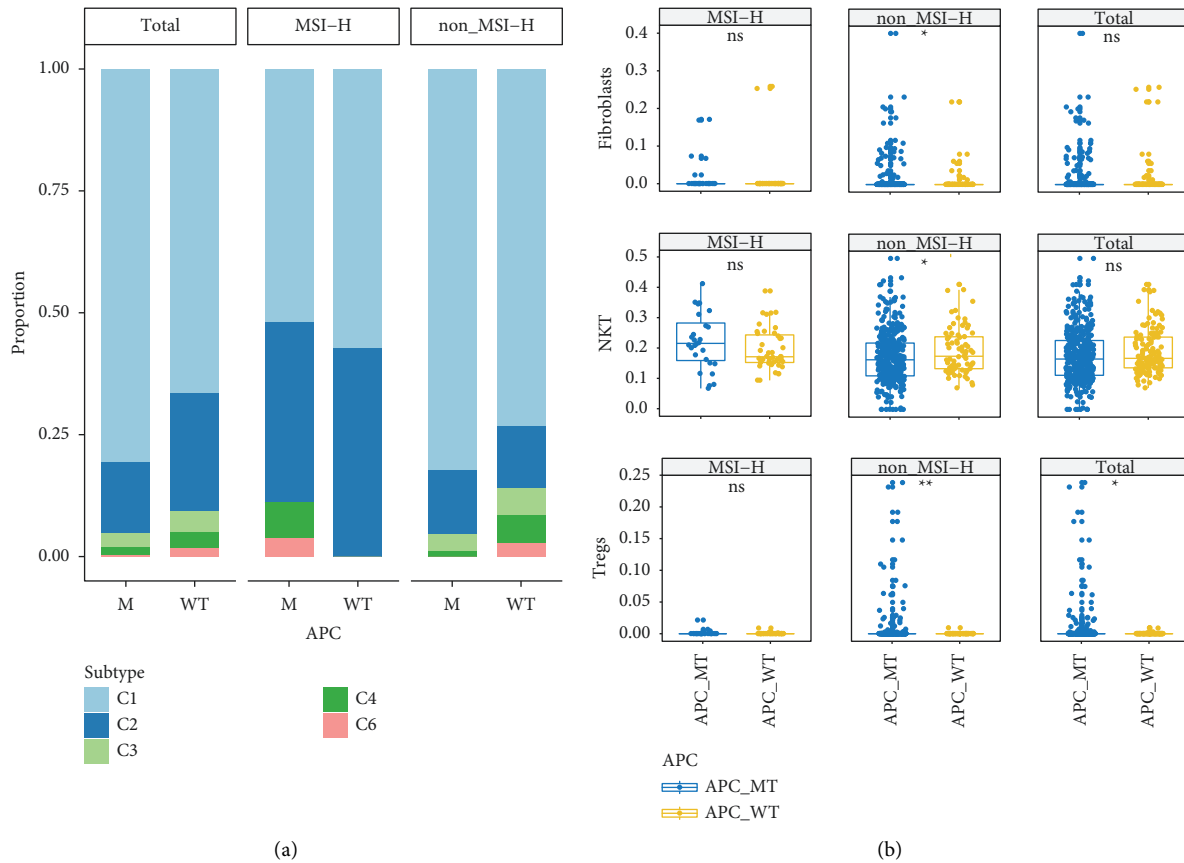 Total MSI-H non_MSI-H
1.00
0.75
0.50
0.25
0.00
Proportion
M WT M WT M WT
APC
Subtype
C1 C4
C2 C6
C3
(a)
MSI-H non_MSI-H Total
ns * ns
0.4
0.3
0.2
0.1
0.0
Fibroblasts
MSI-H non_MSI-H Total
ns * ns
0.5
0.4
0.3
0.2
0.1
0.0
NKT
MSI-H non_MSI-H Total
ns ** *
0.25
0.20
0.15
0.10
0.05
0.00
Tregs
APC_MT APC_WT APC_MT APC_WT APC_MT APC_WT
APC
APC_MT
APC_WT
(b)